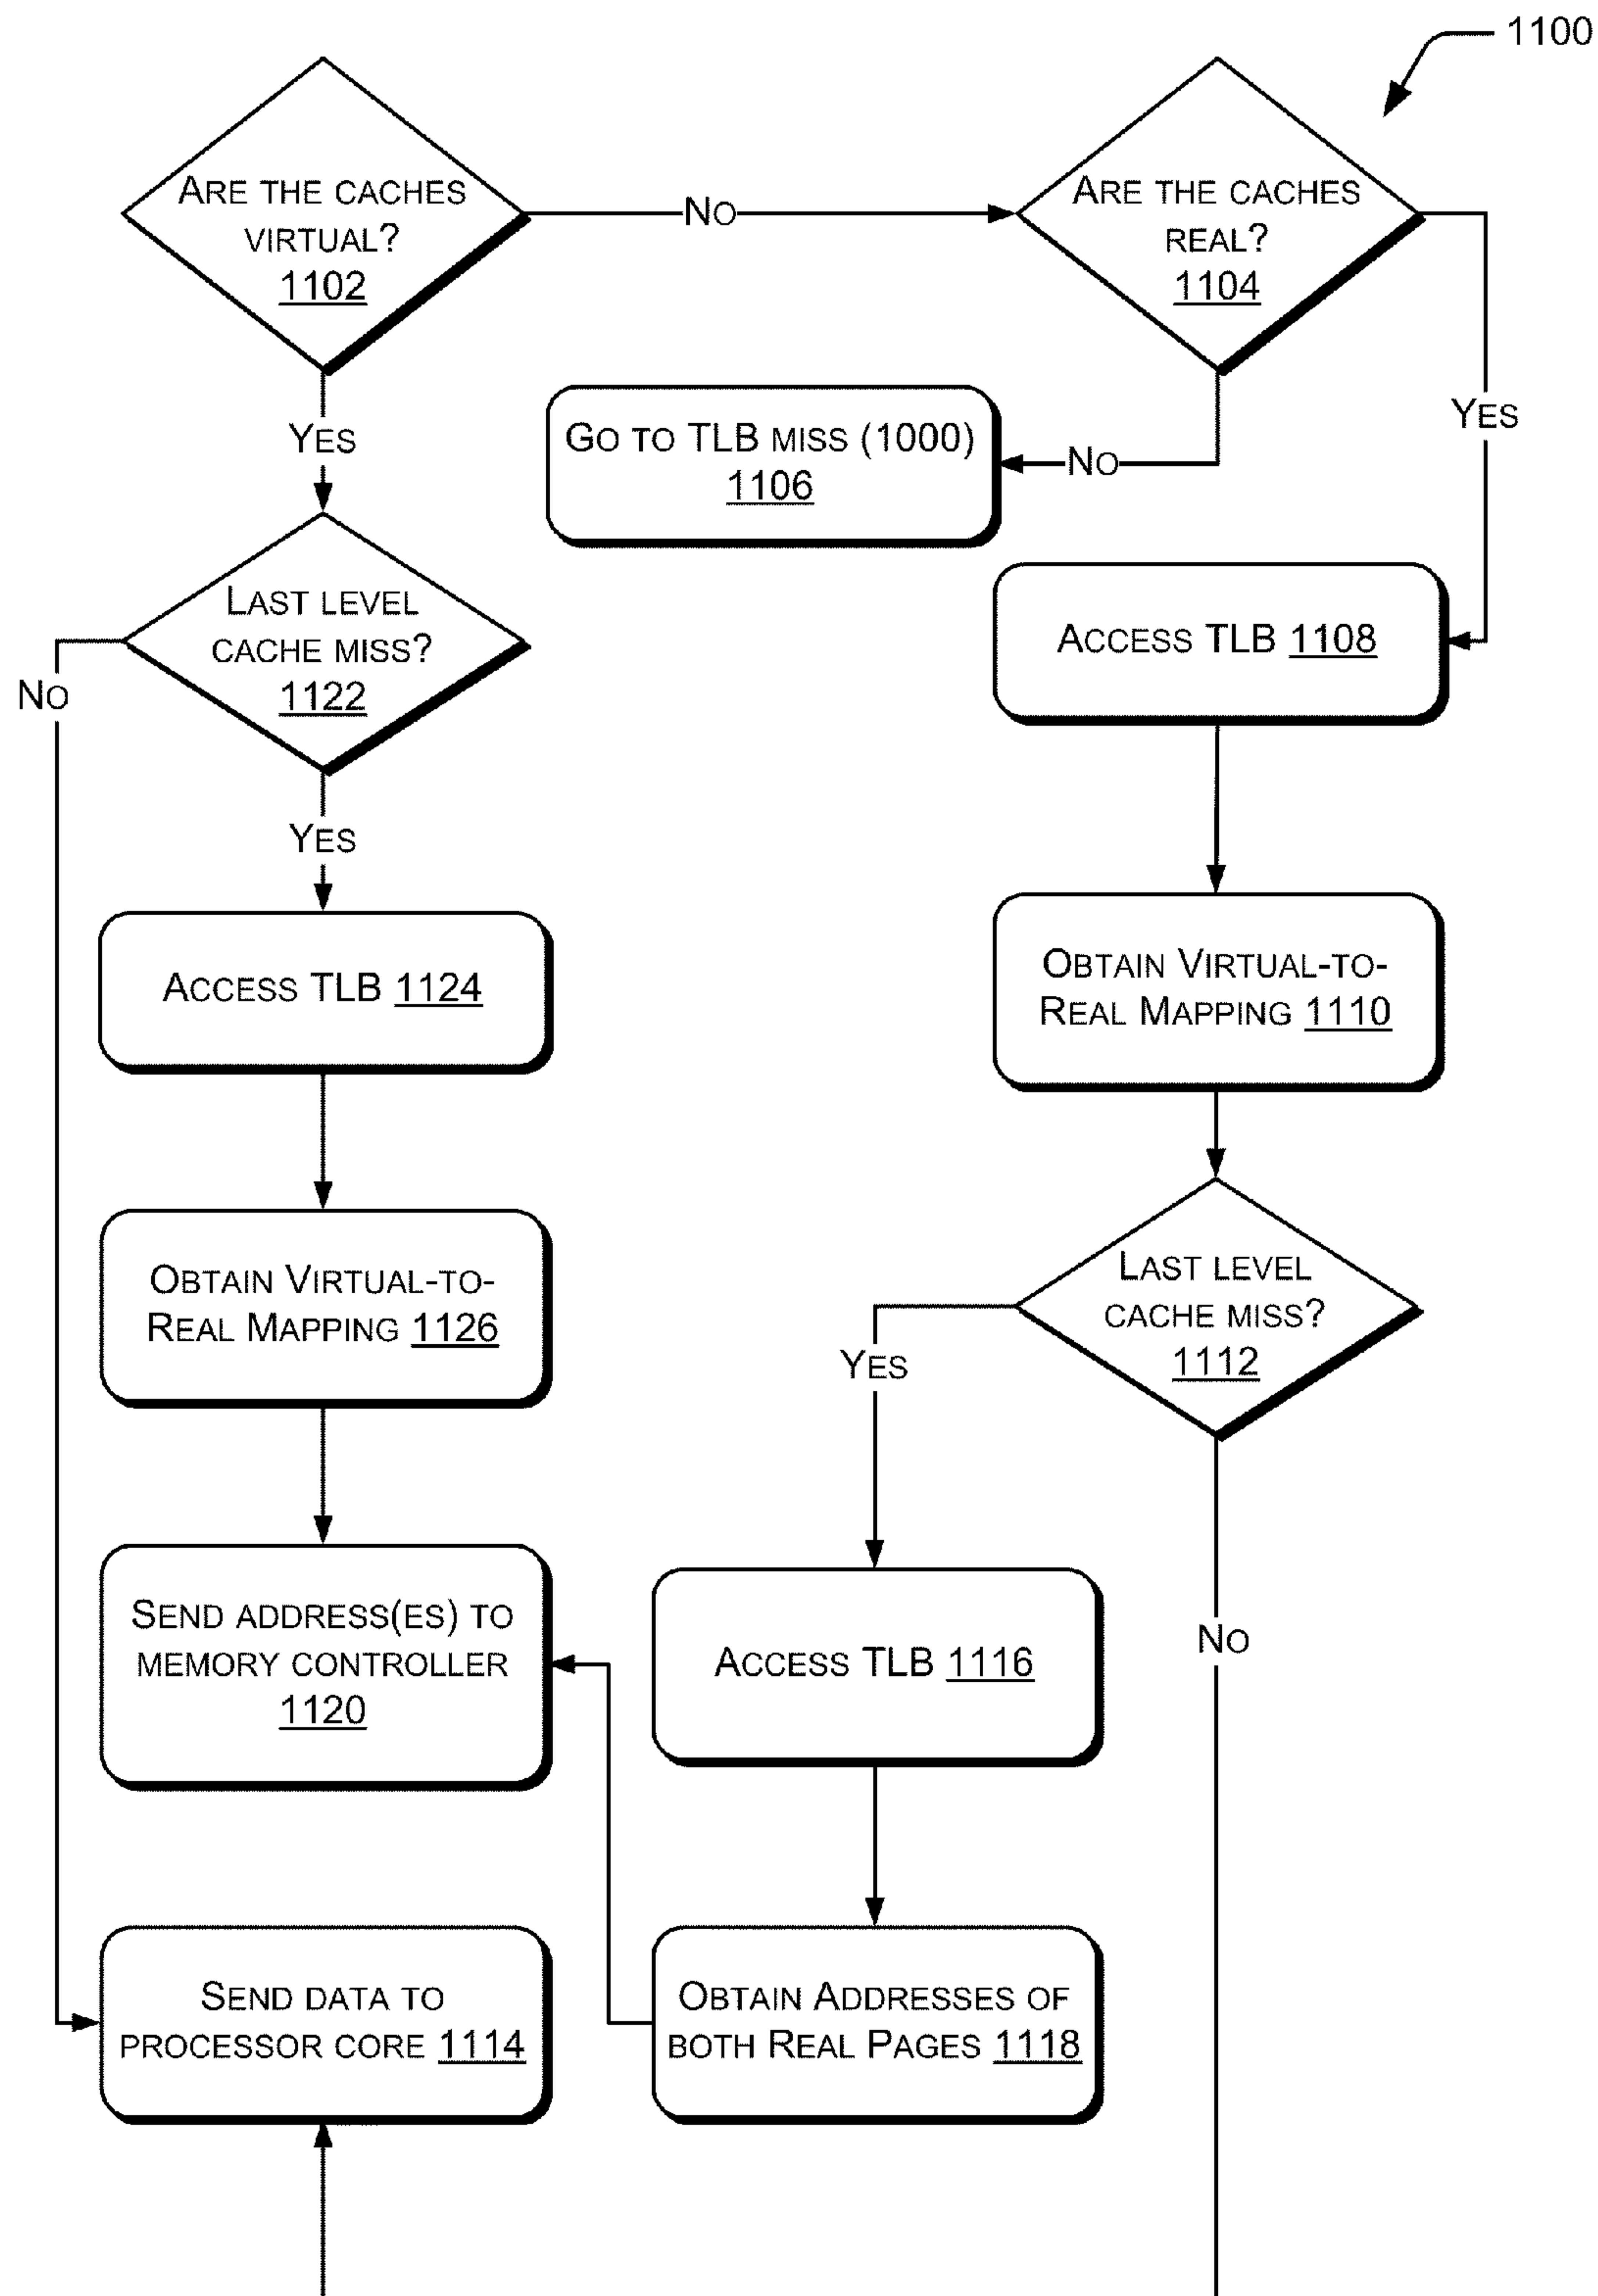 1100
ARE THE CACHES
VIRTUAL?
1102
NO
ARE THE CACHES
REAL?
1104
YES
NO
GO TO TLB MISS (1000)
1106
YES
LAST LEVEL
CACHE MISS?
1122
NO
YES
ACCESS TLB 1108
ACCESS TLB 1124
OBTAIN VIRTUAL-TO-
REAL MAPPING 1110
OBTAIN VIRTUAL-TO-
REAL MAPPING 1126
LAST LEVEL
CACHE MISS?
1112
YES
NO
SEND ADDRESS(ES) TO
MEMORY CONTROLLER
1120
ACCESS TLB 1116
SEND DATA TO
PROCESSOR CORE 1114
OBTAIN ADDRESSES OF
BOTH REAL PAGES 1118